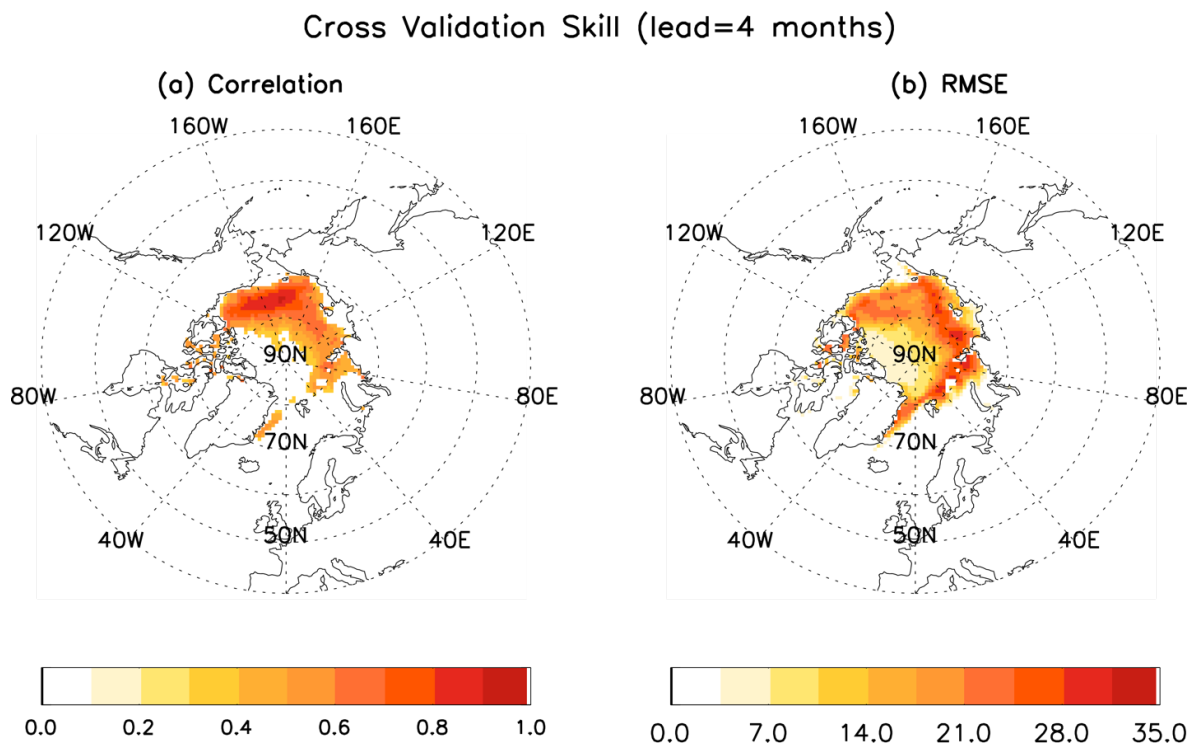 Cross Validation Skill (lead=4 months)
(a) Correlation
(b) RMSE
160W 160E
160W 160E
120W 120E
120W 120E
90N
90N
80W 80E
80W 80E
70N
70N
50N
50N
40W 40E
40W 40E
0.0 0.2 0.4 0.6 0.8 1.0
0.0 7.0 14.0 21.0 28.0 35.0